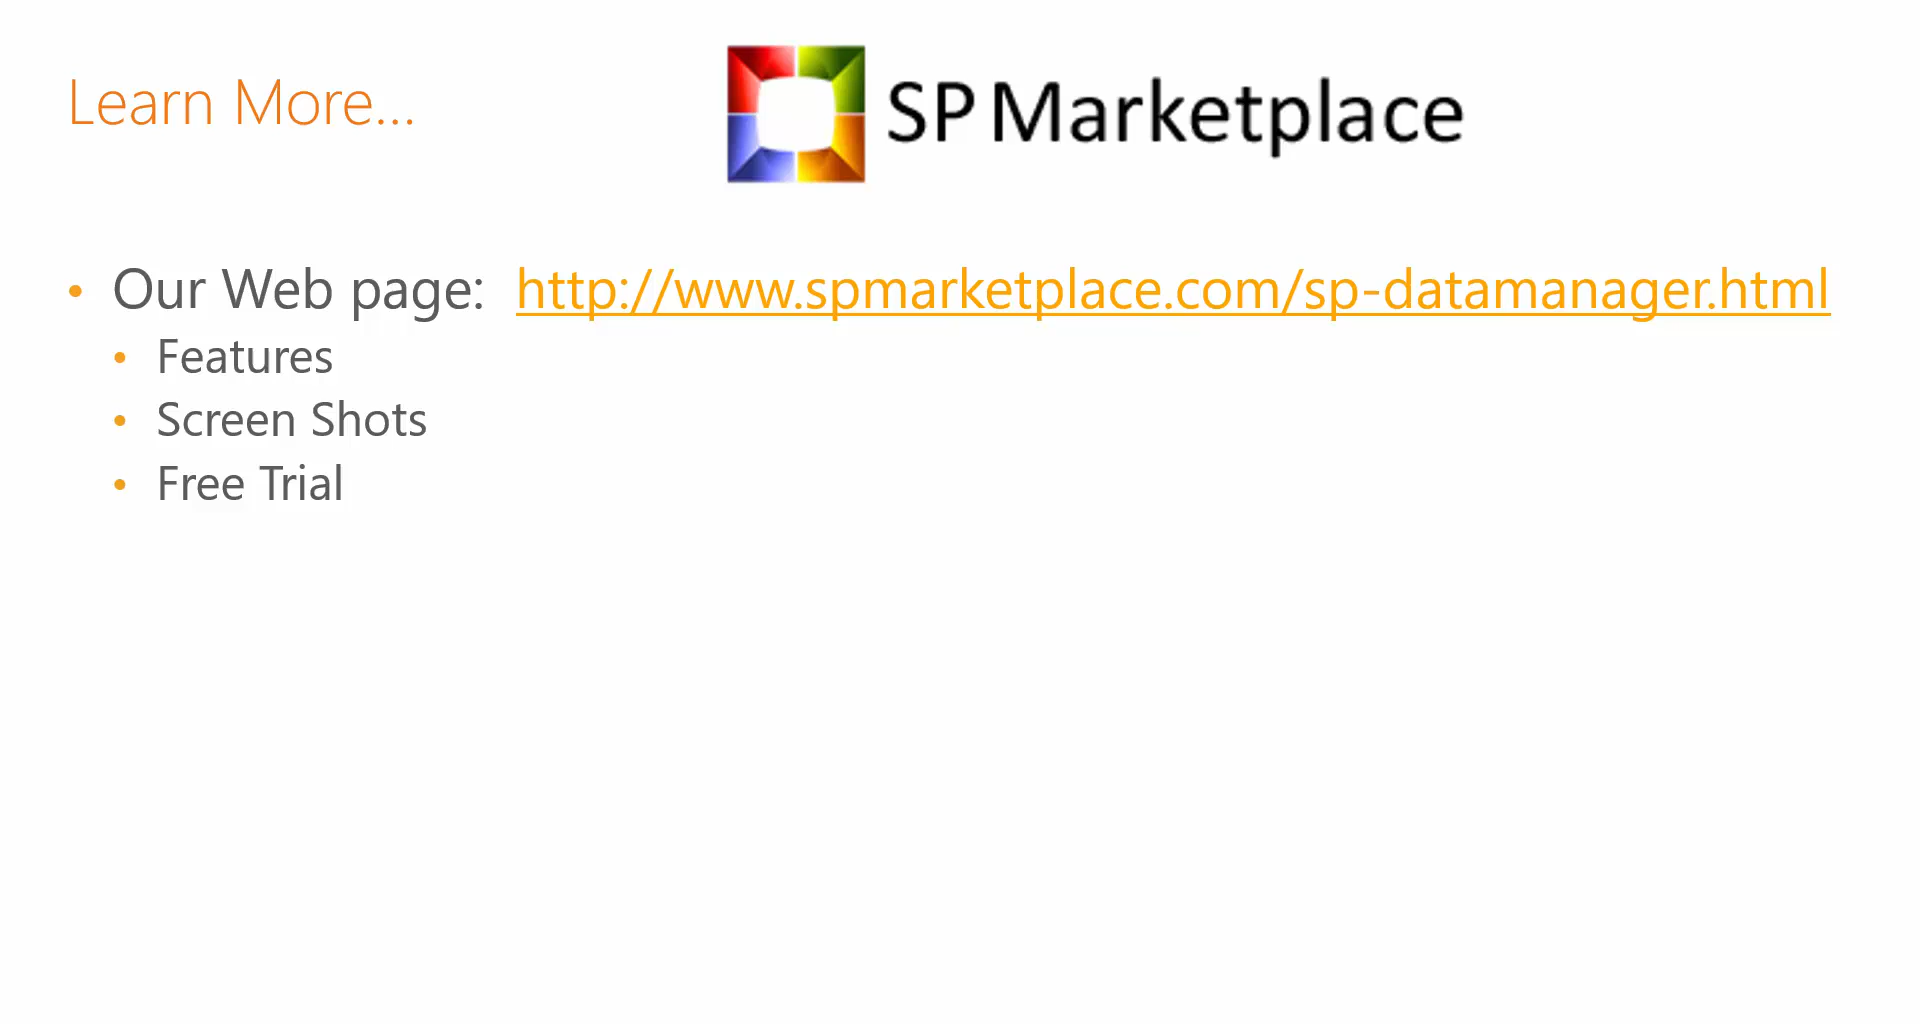 Learn More...
SP Marketplace
• Our Web page: http://www.spmarketplace.com/sp-datamanager.html
• Features
• Screen Shots
• Free Trial